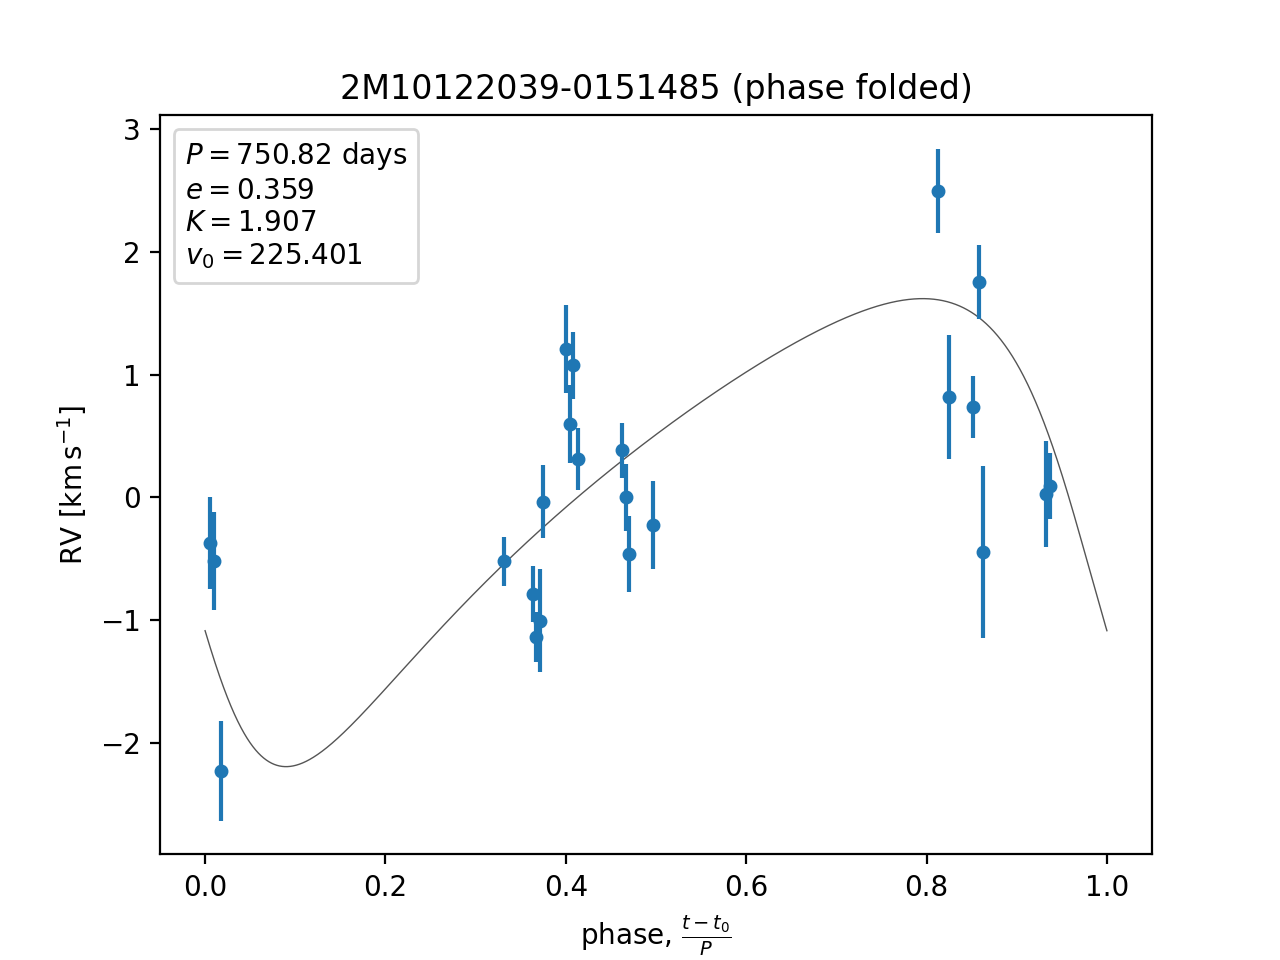 2M10122039-0151485 (phase folded)
P = 750.82 days
e = 0.359
K = 1.907
v₀ = 225.401
3
2
1
0
−1
−2
RV [km s⁻¹]
0.0 0.2 0.4 0.6 0.8 1.0
phase, (t − t₀)/P